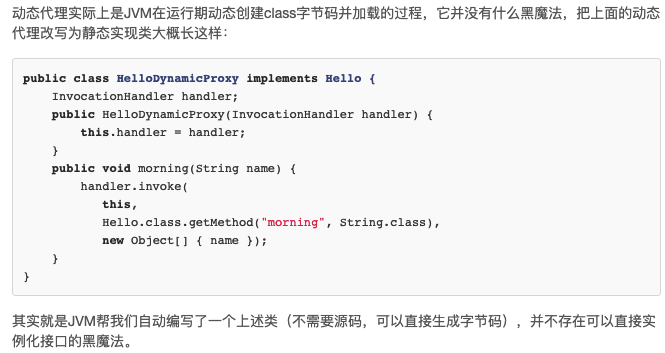 动态代理实际上是JVM在运行期动态创建class字节码并加载的过程，它并没有什么黑魔法，把上面的动态
代理改写为静态实现类大概长这样：
public class HelloDynamicProxy implements Hello {
    InvocationHandler handler;
    public HelloDynamicProxy(InvocationHandler handler) {
        this.handler = handler;
    }
    public void morning(String name) {
        handler.invoke(
           this,
           Hello.class.getMethod("morning", String.class),
           new Object[] { name });
    }
}
其实就是JVM帮我们自动编写了一个上述类（不需要源码，可以直接生成字节码），并不存在可以直接实
例化接口的黑魔法。